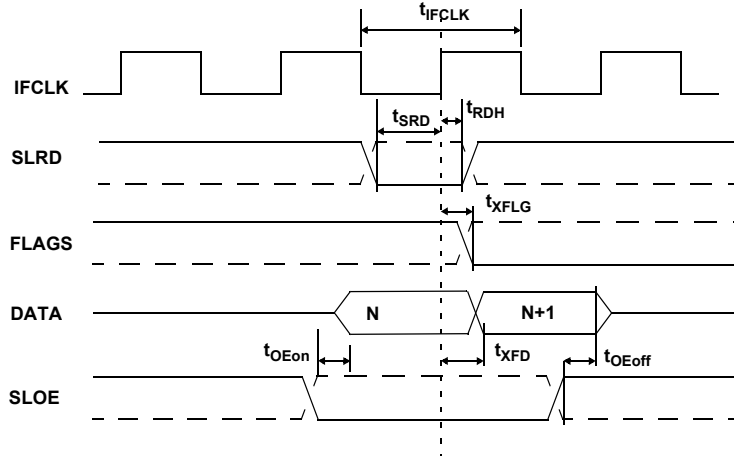 tIFCLK
IFCLK
tSRD
tRDH
SLRD
tXFLG
FLAGS
DATA
N
N+1
tOEon
tXFD
tOEoff
SLOE